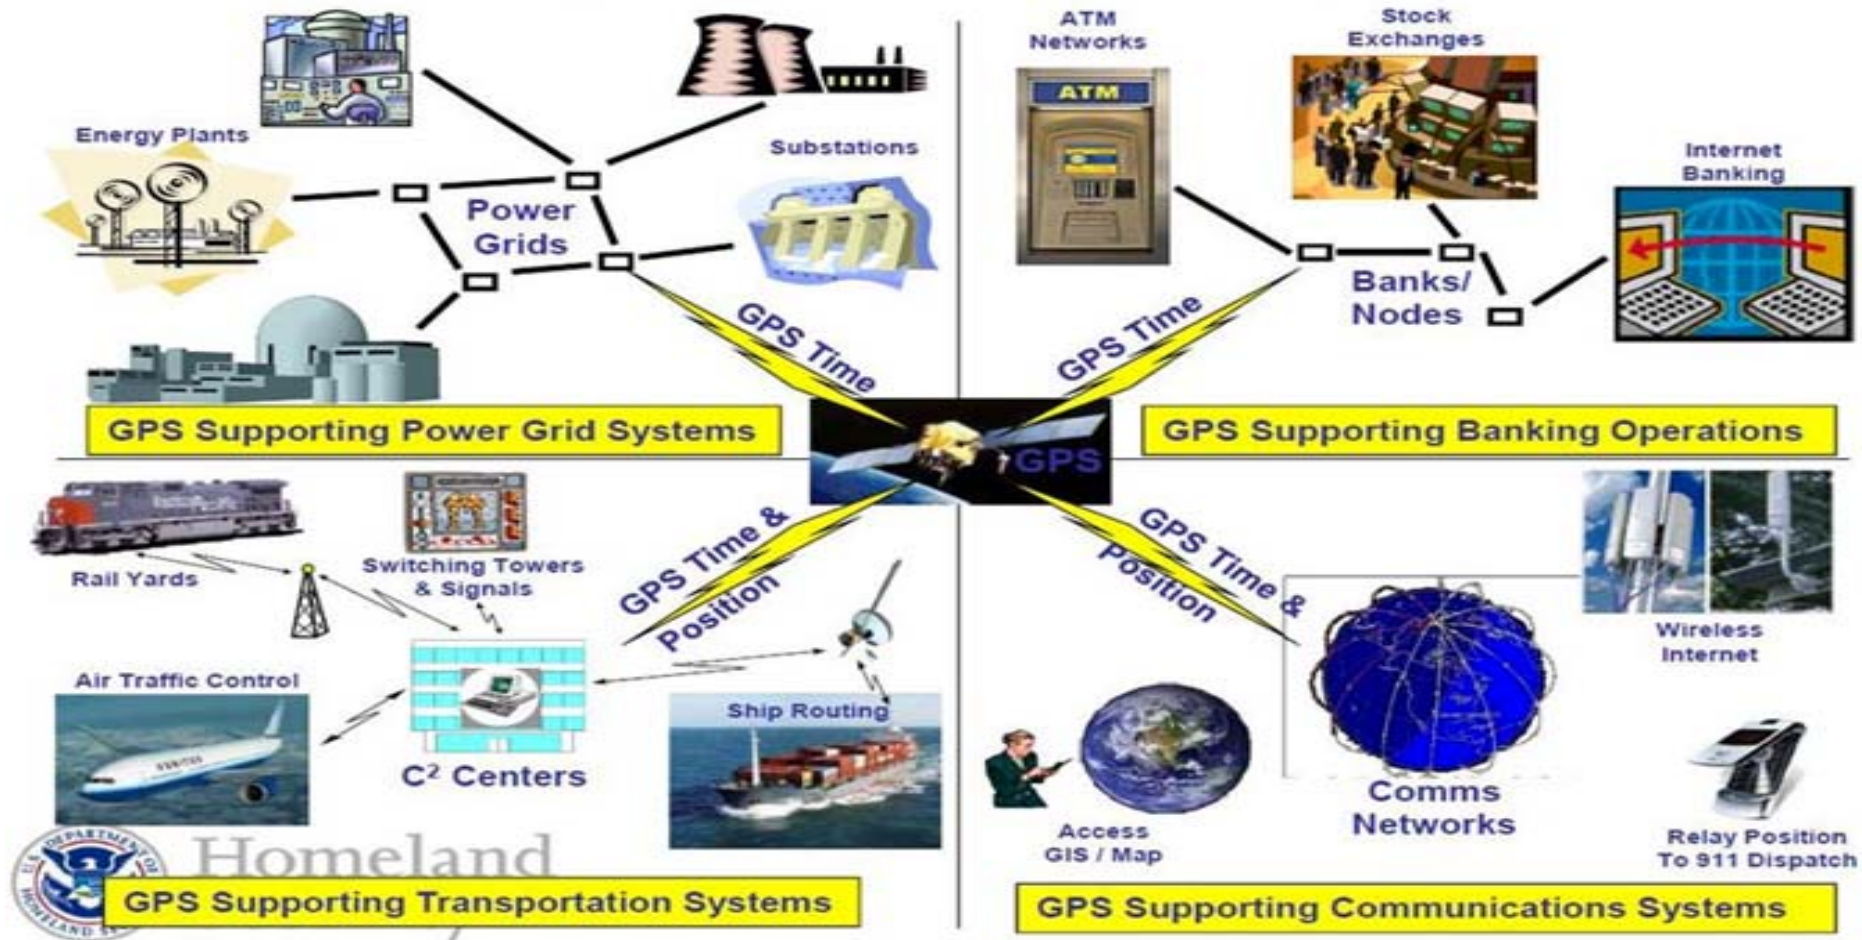 Energy Plants
Substations
Power
Grids
GPS Time
GPS Supporting Power Grid Systems
ATM
Networks
Stock
Exchanges
ATM
Internet
Banking
Banks/
Nodes
GPS Time
GPS Supporting Banking Operations
GPS
Rail Yards
Switching Towers
& Signals
GPS Time &
Position
Air Traffic Control
Ship Routing
C² Centers
Homeland
U.S. DEPARTMENT OF
HOMELAND
GPS Supporting Transportation Systems
GPS Time &
Position
Wireless
Internet
Access
GIS / Map
Comms
Networks
Relay Position
To 911 Dispatch
GPS Supporting Communications Systems